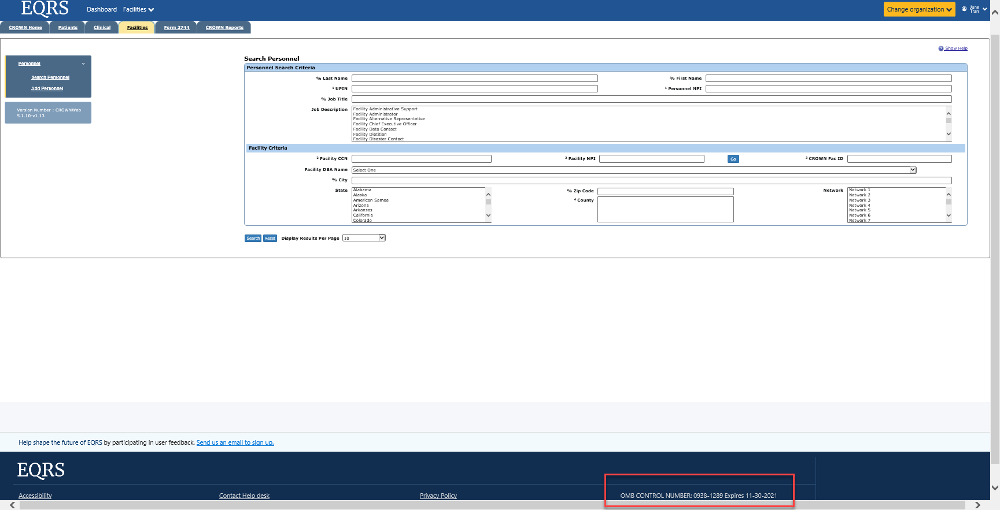 EQRS Dashboard Facilities Change organization June Tran
CROWN Home Patients Clinical Facilities Form 2744 CROWN Reports
Show Help
Personnel
Search Personnel
Add Personnel
Version Number : CROWNWeb
5.1.10-v1.13
Search Personnel
Personnel Search Criteria
% Last Name % First Name
¹ UPIN ¹ Personnel NPI
% Job Title
Job Description
Facility Administrative Support
Facility Administrator
Facility Alternative Representative
Facility Chief Executive Officer
Facility Data Contact
Facility Dietitian
Facility Disaster Contact
Facility Criteria
² Facility CCN ² Facility NPI Go ³ CROWN Fac ID
Facility DBA Name Select One
% City
State
Alabama
Alaska
American Samoa
Arizona
Arkansas
California
Colorado
% Zip Code
⁴ County
Network
Network 1
Network 2
Network 3
Network 4
Network 5
Network 6
Network 7
Search Reset Display Results Per Page 10
Help shape the future of EQRS by participating in user feedback. Send us an email to sign up.
EQRS
Accessibility Contact Help desk Privacy Policy OMB CONTROL NUMBER: 0938-1289 Expires 11-30-2021